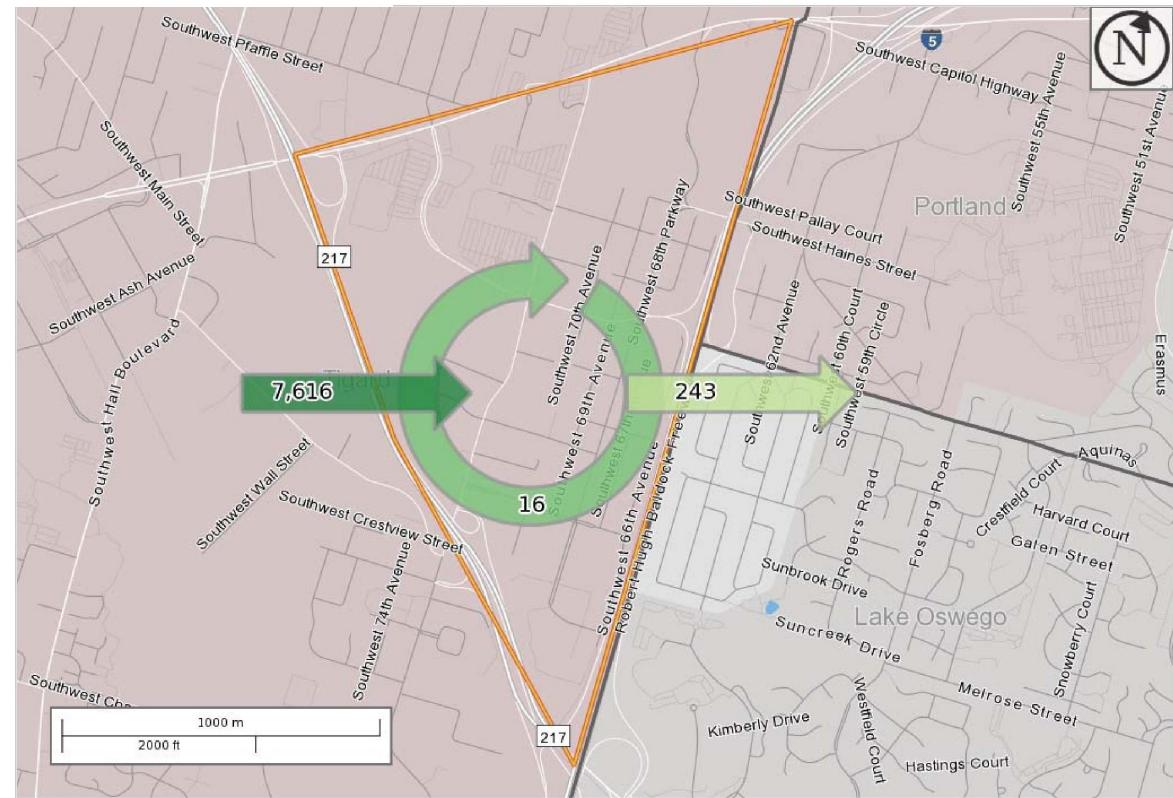 Southwest Pfaffle Street
5
N
Southwest Capitol Highway
Southwest 55th Avenue
Southwest 51st Avenue
Southwest Main Street
Portland
Southwest Pallay Court
Southwest Haines Street
Southwest 68th Parkway
217
Southwest Ash Avenue
Southwest 70th Avenue
Southwest 62nd Avenue
Southwest 60th Court
Southwest 59th Circle
Erasmus
Southwest Hall Boulevard
Tigard
7,616
243
Southwest 69th Avenue
Southwest 67th
Southwest 66th Avenue
Robert Hugh Baldock Freew
Southwest Wall Street
16
Southwest Crestview Street
Southwest 74th Avenue
Rogers Road
Fosberg Road
Crestfield Court
Aquinas
Harvard Court
Galen Street
Sunbrook Drive
Lake Oswego
Suncreek Drive
Snowberry Court
Melrose Street
Westfield Court
Kimberly Drive
Hastings Court
Southwest
217
1000 m
2000 ft